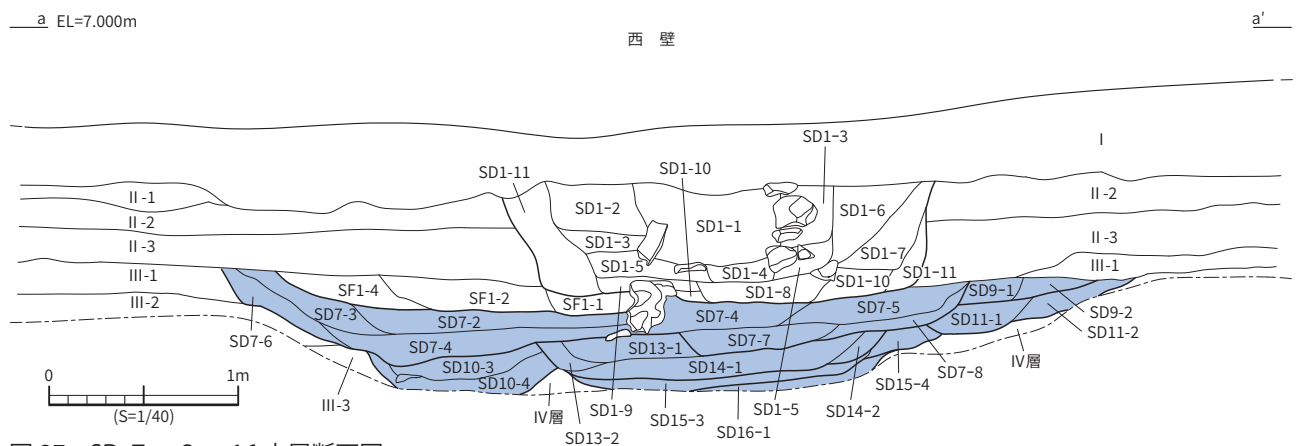 a EL=7.000m a′
西 壁
I
SD1-3
SD1-11 SD1-10
II-1 II-2
SD1-2 SD1-1 SD1-6
II-2
II-3 SD1-3 SD1-7 II-3
SD1-5 SD1-4 SD1-10 SD1-11 III-1
III-1 SF1-4 SF1-2 SF1-1 SD1-8 SD9-1
III-2 SD7-3 SD7-2 SD7-4 SD7-5 SD9-2
SD7-6 SD7-4 SD13-1 SD7-7 SD11-1 SD11-2
SD10-3 SD14-1 SD7-8 IV層
0 1m SD10-4 SD15-4
(S=1/40) III-3 IV層 SD1-9 SD15-3 SD1-5 SD14-2
SD13-2 SD16-1